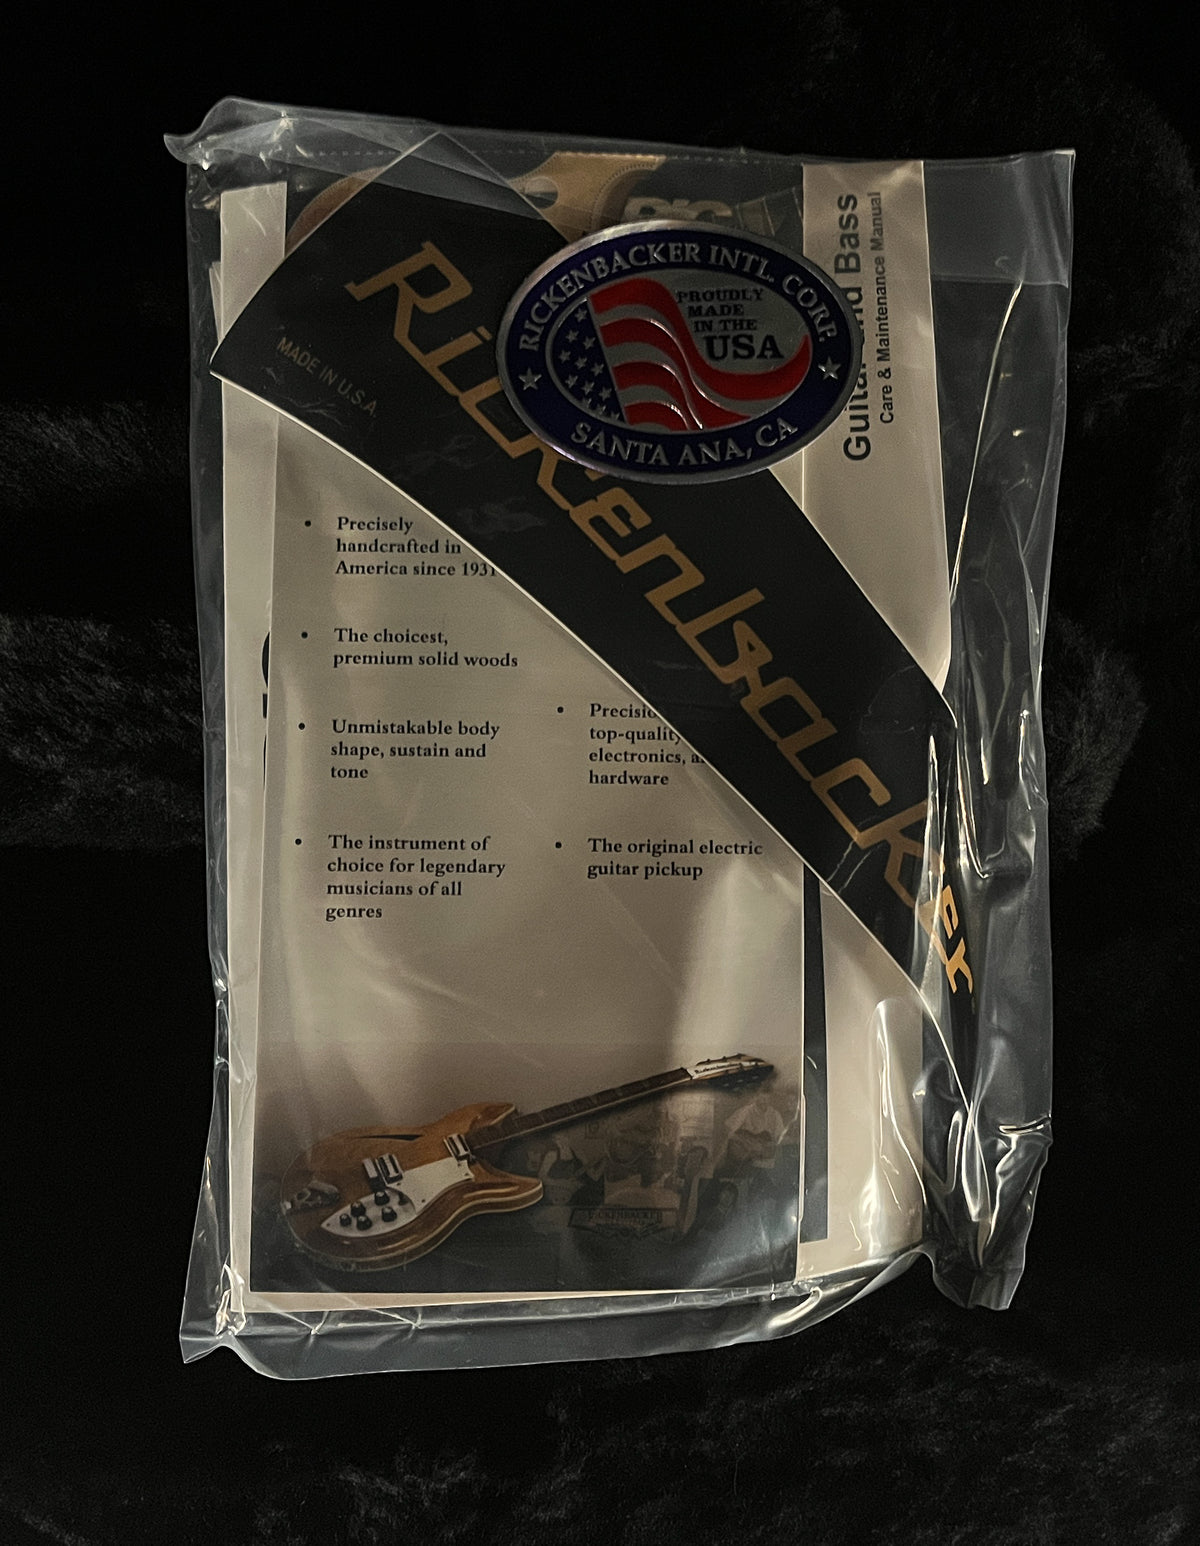 RICKENBACKER INTL. CORP.
PROUDLY
MADE
IN THE
USA
SANTA ANA, CA
Rickenbacker
MADE IN U.S.A.
Guitar and Bass
Care & Maintenance Manual
• Precisely
handcrafted in
America since 1931
• The choicest,
premium solid woods
• Unmistakable body
shape, sustain and
tone
• The instrument of
choice for legendary
musicians of all
genres
•
top-quality
electronics,
hardware
• The original electric
guitar pickup
RICKENBACKER